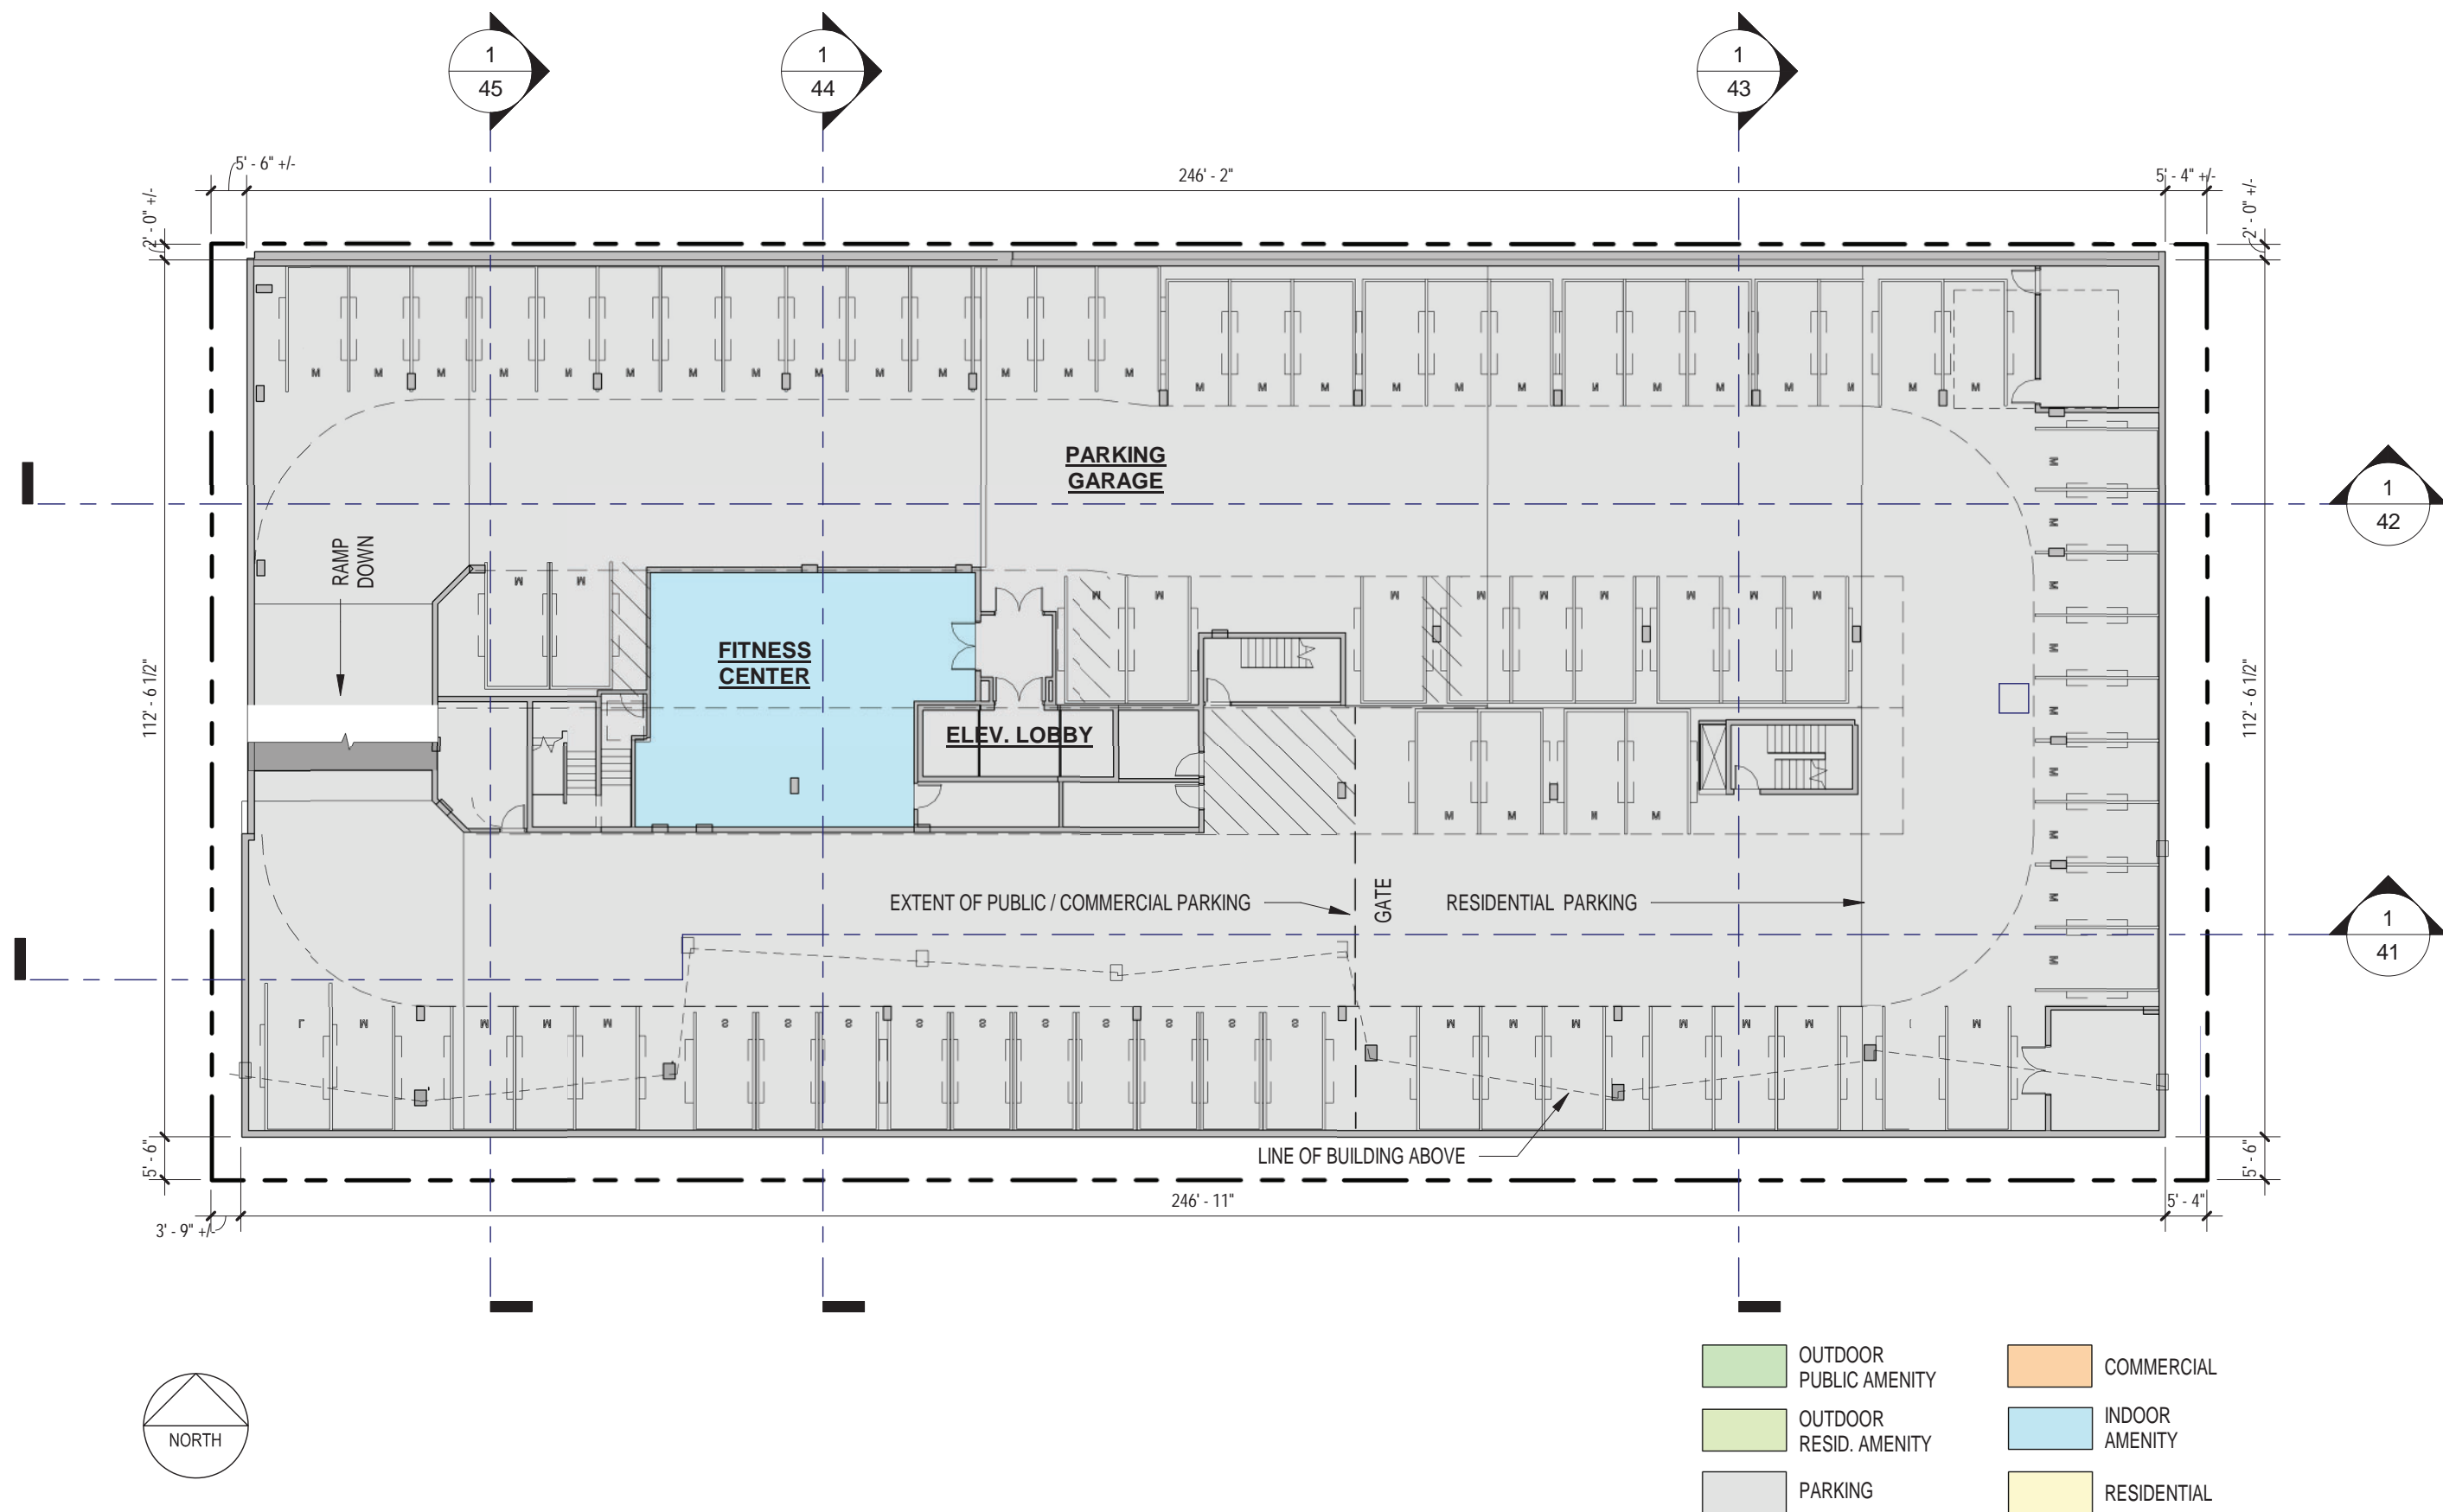 1
45
1
44
1
43
5' - 6" +/-
246' - 2"
5' - 4" +/-
2' - 0" +/-
2' - 0" +/-
M M M M M M M M M M M M M M
M M M M M M M M M M M M M
PARKING
GARAGE
1
42
RAMP
DOWN
M M
M M
M M M M M M M
FITNESS
CENTER
ELEV. LOBBY
112' - 6 1/2"
112' - 6 1/2"
M M M M M M M M M
M M M M
EXTENT OF PUBLIC / COMMERCIAL PARKING
GATE
RESIDENTIAL PARKING
1
41
L M M M M S S S S S S S S S S M M M M M M M
LINE OF BUILDING ABOVE
5' - 6"
5' - 6"
246' - 11"
5' - 4"
3' - 9" +/-
NORTH
OUTDOOR
PUBLIC AMENITY
COMMERCIAL
OUTDOOR
RESID. AMENITY
INDOOR
AMENITY
PARKING
RESIDENTIAL